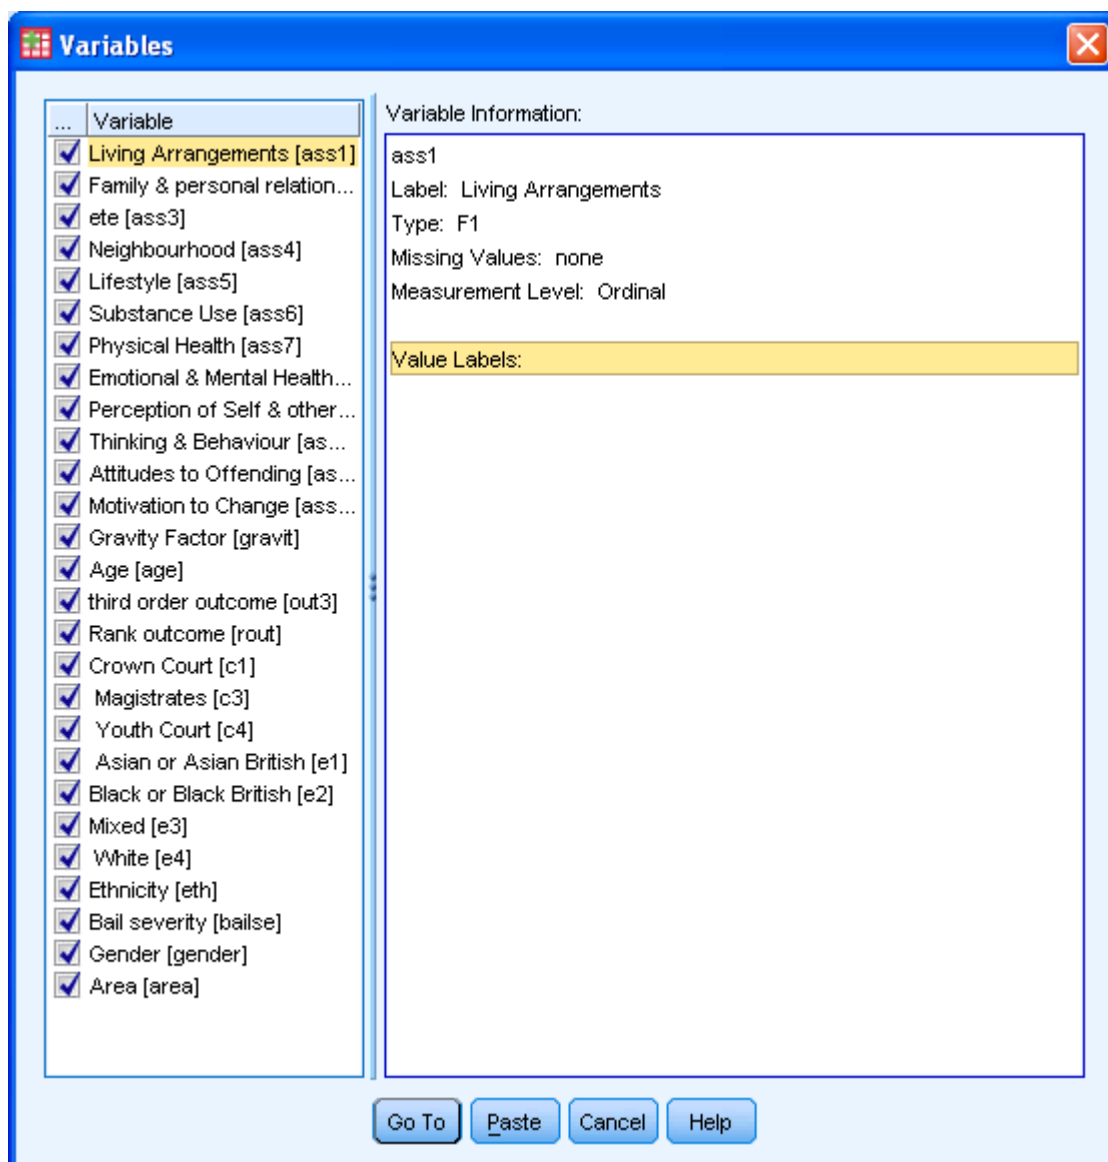 Variables
... Variable
Living Arrangements [ass1]
Family & personal relation...
ete [ass3]
Neighbourhood [ass4]
Lifestyle [ass5]
Substance Use [ass6]
Physical Health [ass7]
Emotional & Mental Health...
Perception of Self & other...
Thinking & Behaviour [as...
Attitudes to Offending [as...
Motivation to Change [ass...
Gravity Factor [gravit]
Age [age]
third order outcome [out3]
Rank outcome [rout]
Crown Court [c1]
Magistrates [c3]
Youth Court [c4]
Asian or Asian British [e1]
Black or Black British [e2]
Mixed [e3]
White [e4]
Ethnicity [eth]
Bail severity [bailse]
Gender [gender]
Area [area]
Variable Information:
ass1
Label: Living Arrangements
Type: F1
Missing Values: none
Measurement Level: Ordinal
Value Labels:
Go To Paste Cancel Help